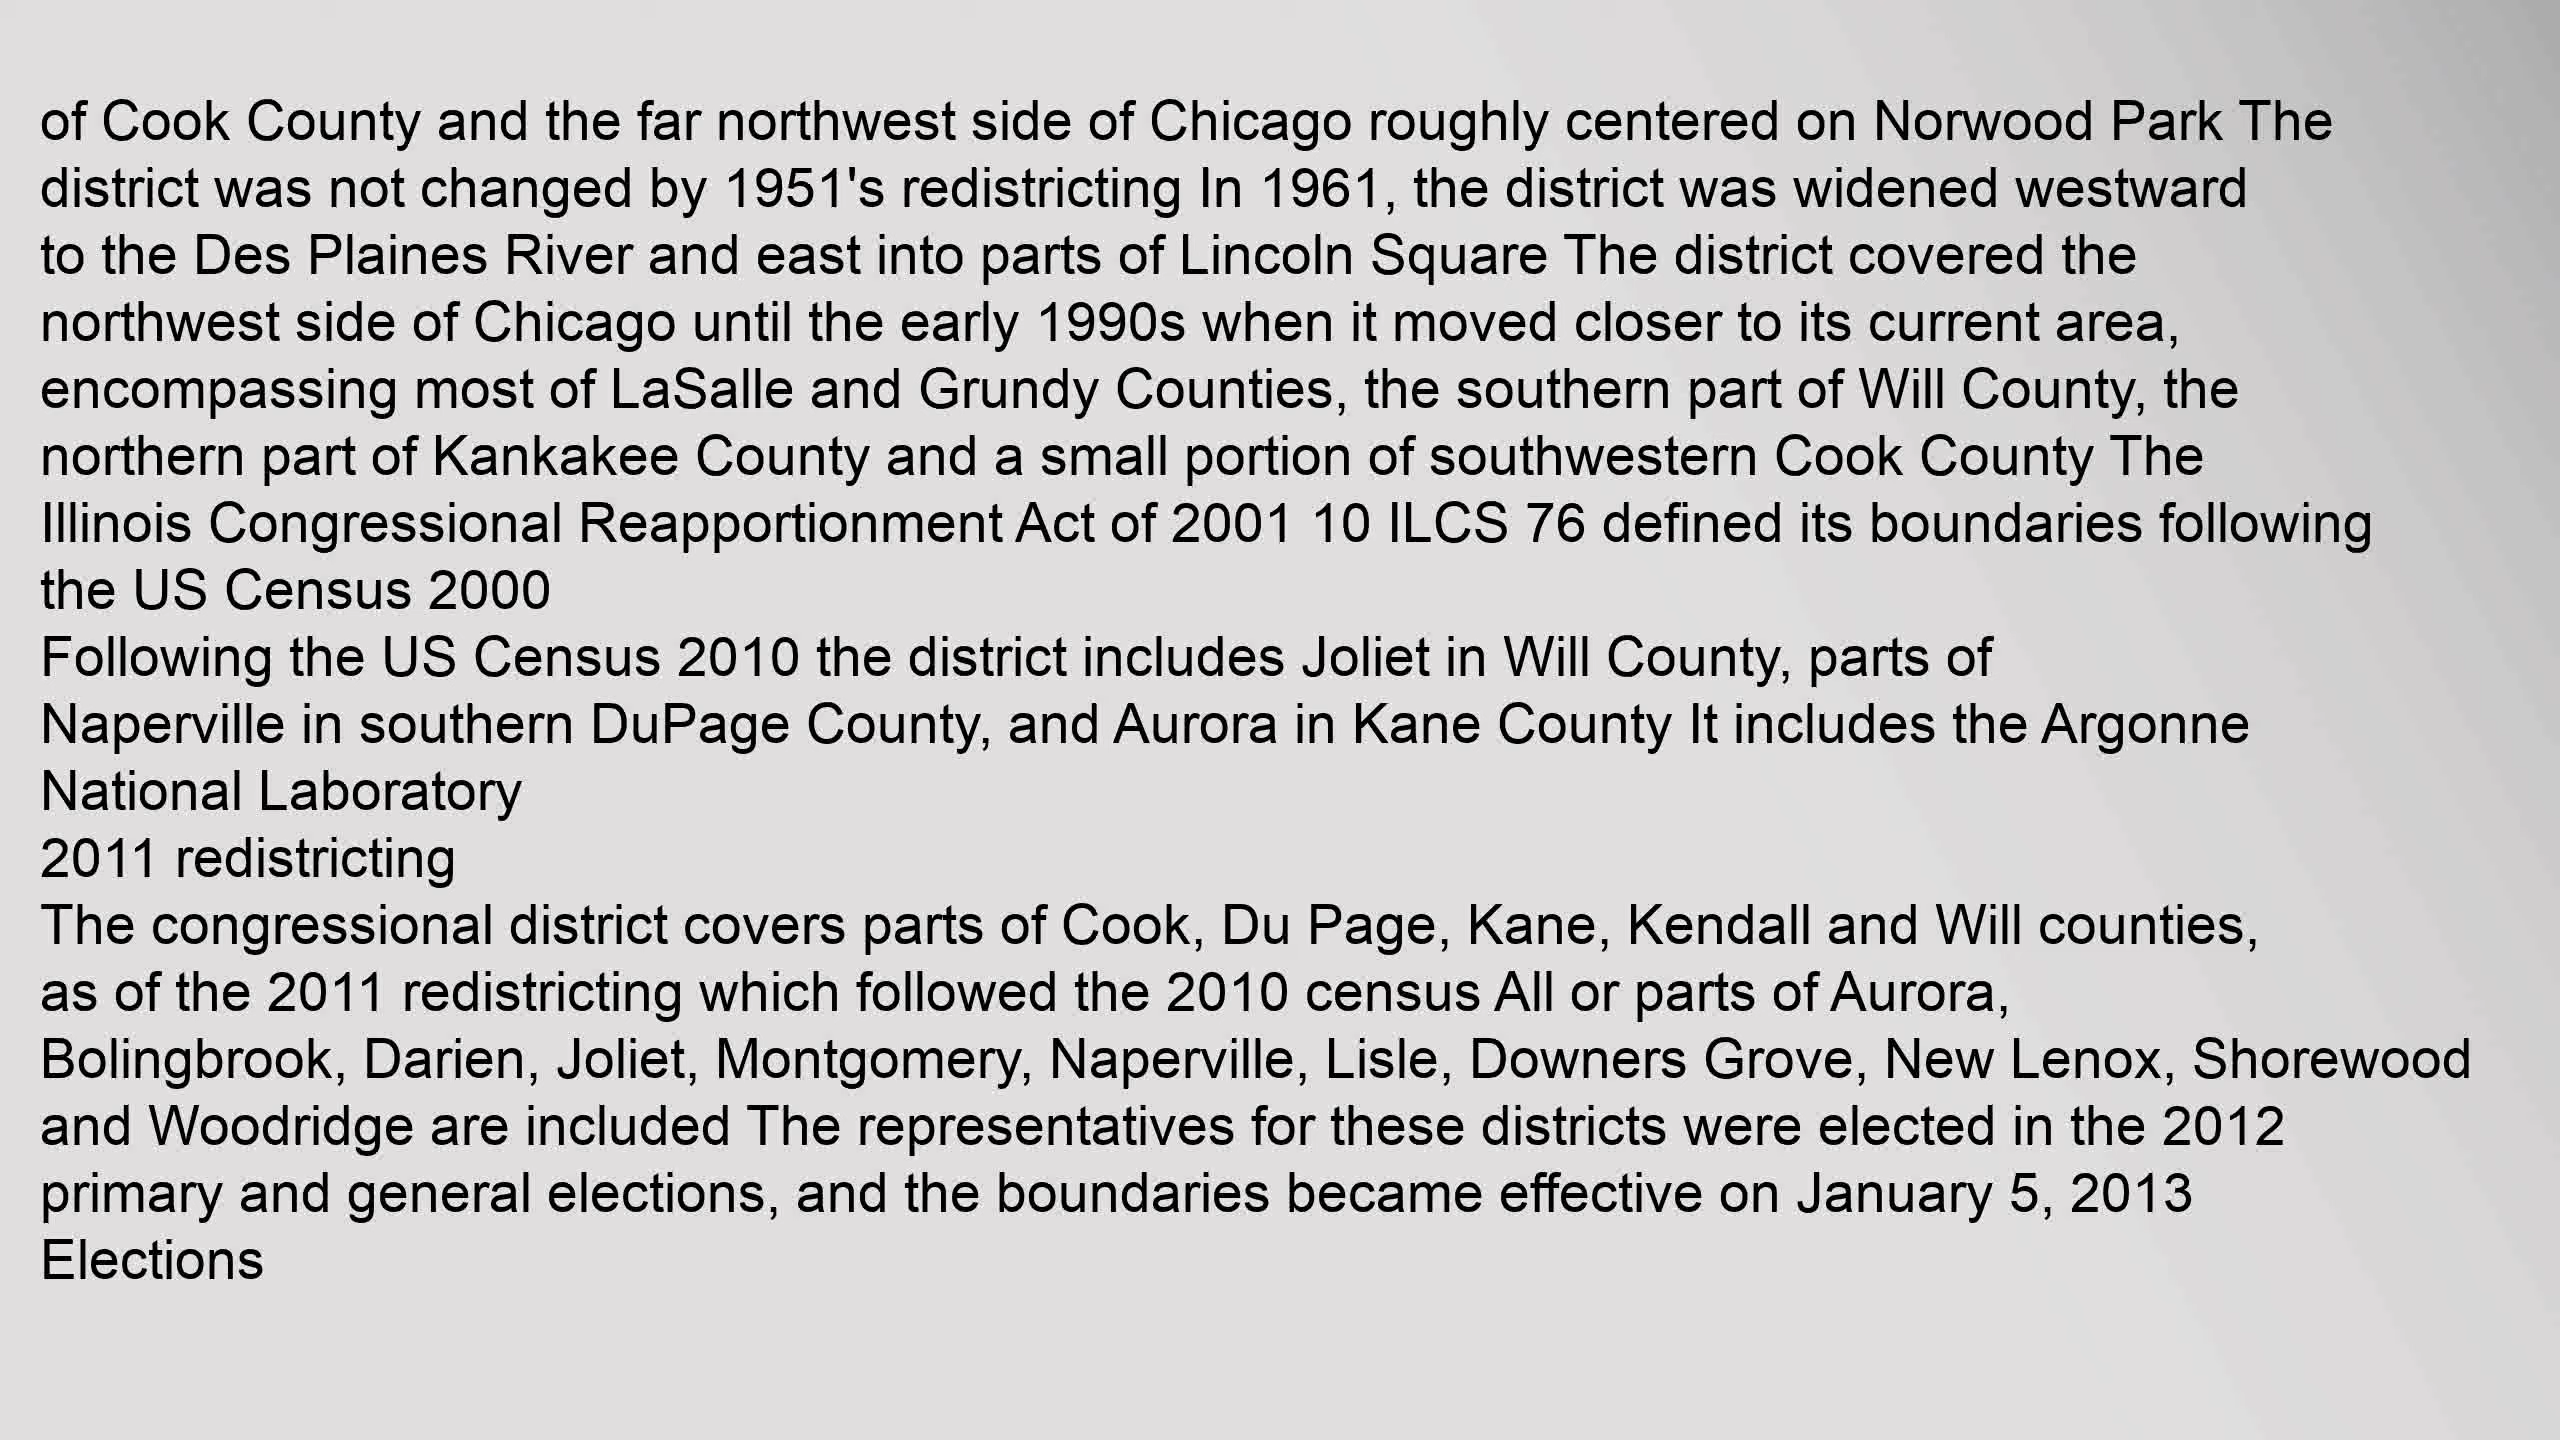 of Cook County and the far northwest side of Chicago roughly centered on Norwood Park The
district was not changed by 1951's redistricting In 1961, the district was widened westward
to the Des Plaines River and east into parts of Lincoln Square The district covered the
northwest side of Chicago until the early 1990s when it moved closer to its current area,
encompassing most of LaSalle and Grundy Counties, the southern part of Will County, the
northern part of Kankakee County and a small portion of southwestern Cook County The
Illinois Congressional Reapportionment Act of 2001 10 ILCS 76 defined its boundaries following
the US Census 2000
Following the US Census 2010 the district includes Joliet in Will County, parts of
Naperville in southern DuPage County, and Aurora in Kane County It includes the Argonne
National Laboratory
2011 redistricting
The congressional district covers parts of Cook, Du Page, Kane, Kendall and Will counties,
as of the 2011 redistricting which followed the 2010 census All or parts of Aurora,
Bolingbrook, Darien, Joliet, Montgomery, Naperville, Lisle, Downers Grove, New Lenox, Shorewood
and Woodridge are included The representatives for these districts were elected in the 2012
primary and general elections, and the boundaries became effective on January 5, 2013
Elections